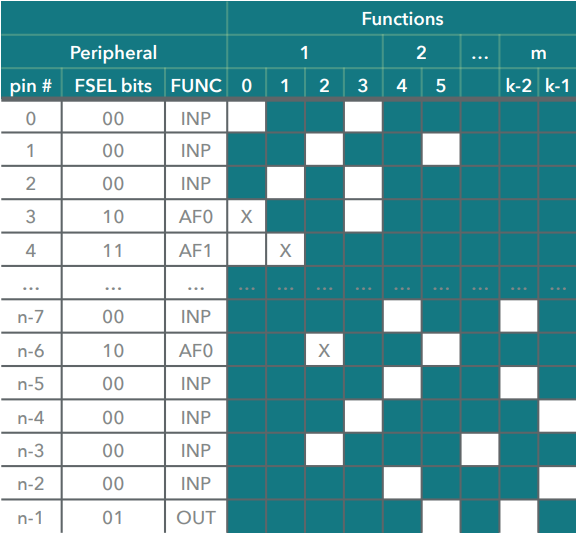 Functions
Peripheral 1 2 ... m
pin # FSEL bits FUNC 0 1 2 3 4 5 k-2 k-1
0 00 INP
1 00 INP
2 00 INP
3 10 AF0 X
4 11 AF1 X
... ... ... ... ... ... ... ... ... ... ... ...
n-7 00 INP
n-6 10 AF0 X
n-5 00 INP
n-4 00 INP
n-3 00 INP
n-2 00 INP
n-1 01 OUT